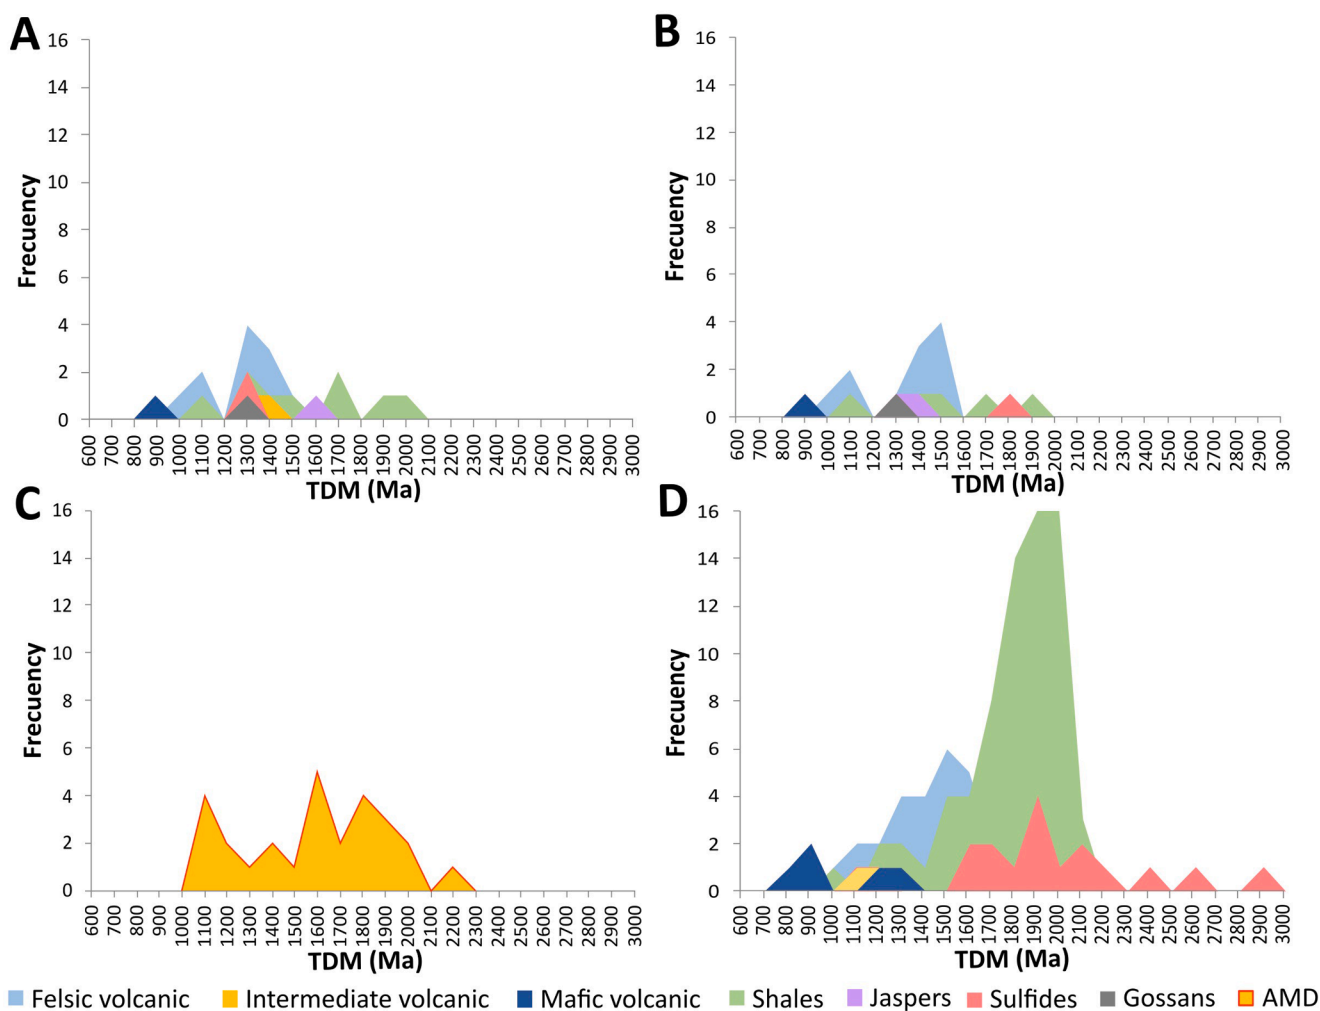 A
16
14
12
10
8
6
4
2
0
Frecuency
600 700 800 900 1000 1100 1200 1300 1400 1500 1600 1700 1800 1900 2000 2100 2200 2300 2400 2500 2600 2700 2800 2900 3000
TDM (Ma)
B
16
14
12
10
8
6
4
2
0
Frecuency
600 700 800 900 1000 1100 1200 1300 1400 1500 1600 1700 1800 1900 2000 2100 2200 2300 2400 2500 2600 2700 2800 2900 3000
TDM (Ma)
C
16
14
12
10
8
6
4
2
0
Frecuency
600 700 800 900 1000 1100 1200 1300 1400 1500 1600 1700 1800 1900 2000 2100 2200 2300 2400 2500 2600 2700 2800 2900 3000
TDM (Ma)
D
16
14
12
10
8
6
4
2
0
Frecuency
600 700 800 900 1000 1100 1200 1300 1400 1500 1600 1700 1800 1900 2000 2100 2200 2300 2400 2500 2600 2700 2800 2900 3000
TDM (Ma)
Felsic volcanic Intermediate volcanic Mafic volcanic Shales Jaspers Sulfides Gossans AMD